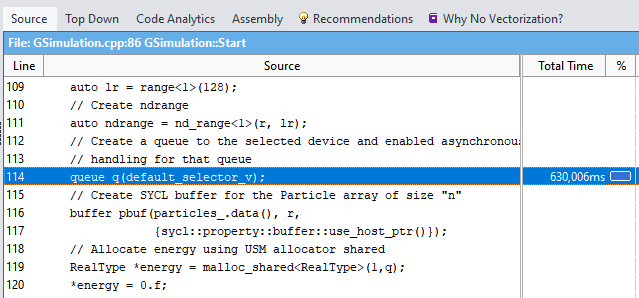 Source Top Down Code Analytics Assembly Recommendations Why No Vectorization?
File: GSimulation.cpp:86 GSimulation::Start
Line Source Total Time %
109 auto lr = range<1>(128);
110 // Create ndrange
111 auto ndrange = nd_range<1>(r, lr);
112 // Create a queue to the selected device and enabled asynchronou
113 // handling for that queue
114 queue q(default_selector_v); 630,006ms
115 // Create SYCL buffer for the Particle array of size "n"
116 buffer pbuf(particles_.data(), r,
117 {sycl::property::buffer::use_host_ptr()});
118 // Allocate energy using USM allocator shared
119 RealType *energy = malloc_shared<RealType>(1,q);
120 *energy = 0.f;